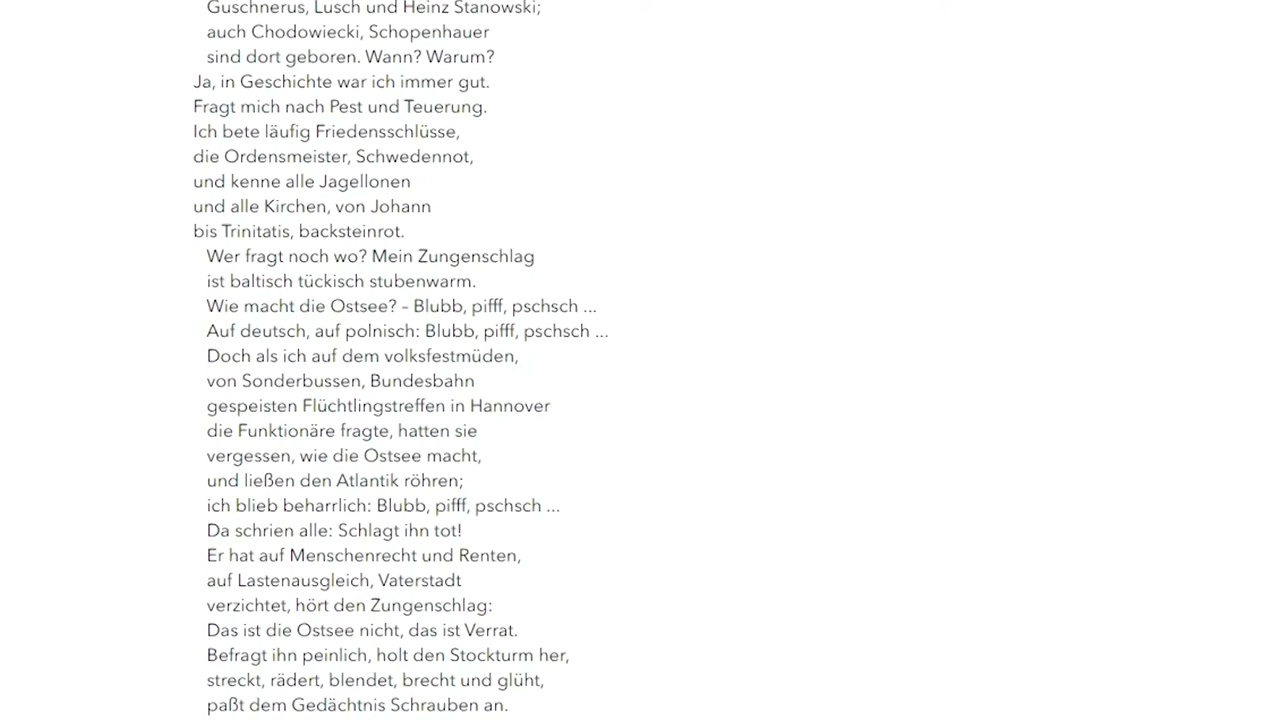 Guschnerus, Lusch und Heinz Stanowski;
auch Chodowiecki, Schopenhauer
sind dort geboren. Wann? Warum?
Ja, in Geschichte war ich immer gut.
Fragt mich nach Pest und Teuerung.
Ich bete läufig Friedensschlüsse,
die Ordensmeister, Schwedennot,
und kenne alle Jagellonen
und alle Kirchen, von Johann
bis Trinitatis, backsteinrot.
Wer fragt noch wo? Mein Zungenschlag
ist baltisch tückisch stubenwarm.
Wie macht die Ostsee? – Blubb, pifff, pschsch ...
Auf deutsch, auf polnisch: Blubb, pifff, pschsch ...
Doch als ich auf dem volksfestmüden,
von Sonderbussen, Bundesbahn
gespeisten Flüchtlingstreffen in Hannover
die Funktionäre fragte, hatten sie
vergessen, wie die Ostsee macht,
und ließen den Atlantik röhren;
ich blieb beharrlich: Blubb, pifff, pschsch ...
Da schrien alle: Schlagt ihn tot!
Er hat auf Menschenrecht und Renten,
auf Lastenausgleich, Vaterstadt
verzichtet, hört den Zungenschlag:
Das ist die Ostsee nicht, das ist Verrat.
Befragt ihn peinlich, holt den Stockturm her,
streckt, rädert, blendet, brecht und glüht,
paßt dem Gedächtnis Schrauben an.